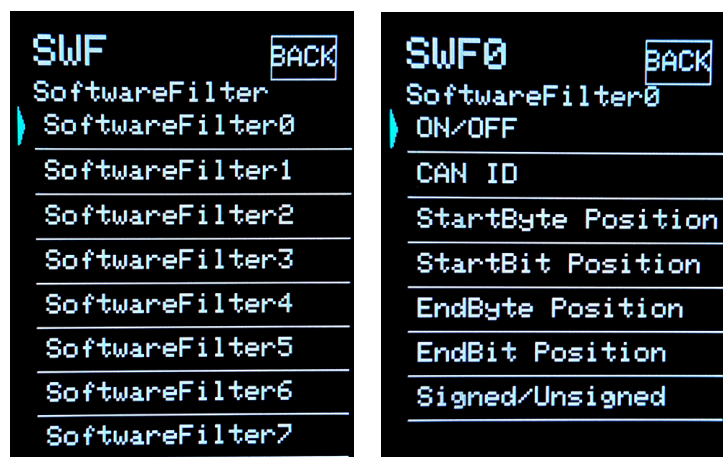 SWF
BACK
SoftwareFilter
SoftwareFilter0
SoftwareFilter1
SoftwareFilter2
SoftwareFilter3
SoftwareFilter4
SoftwareFilter5
SoftwareFilter6
SoftwareFilter7
SWF0
BACK
SoftwareFilter0
ON/OFF
CAN ID
StartByte Position
StartBit Position
EndByte Position
EndBit Position
Signed/Unsigned